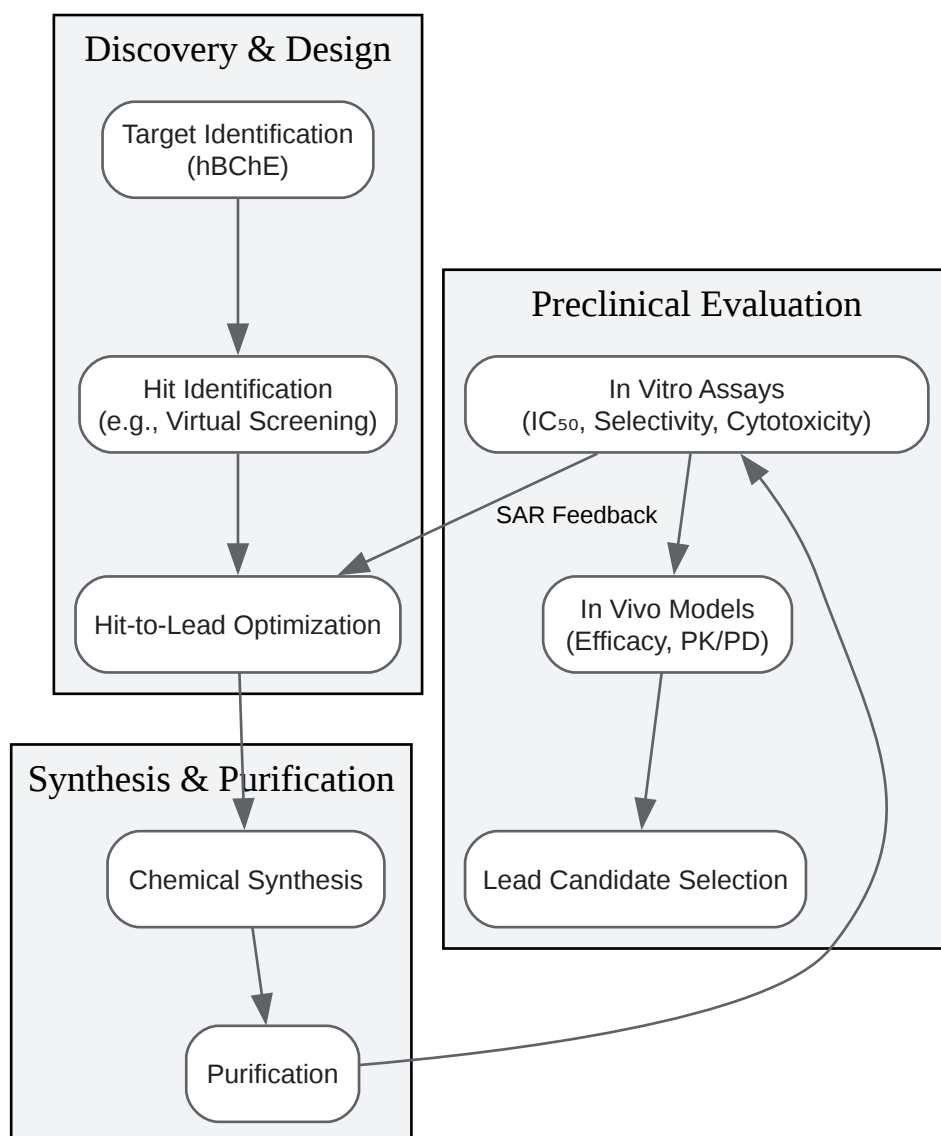 Discovery & Design
Target Identification
(hBChE)
Hit Identification
(e.g., Virtual Screening)
Hit-to-Lead Optimization
Synthesis & Purification
Chemical Synthesis
Purification
Preclinical Evaluation
In Vitro Assays
(IC₅₀, Selectivity, Cytotoxicity)
SAR Feedback
In Vivo Models
(Efficacy, PK/PD)
Lead Candidate Selection